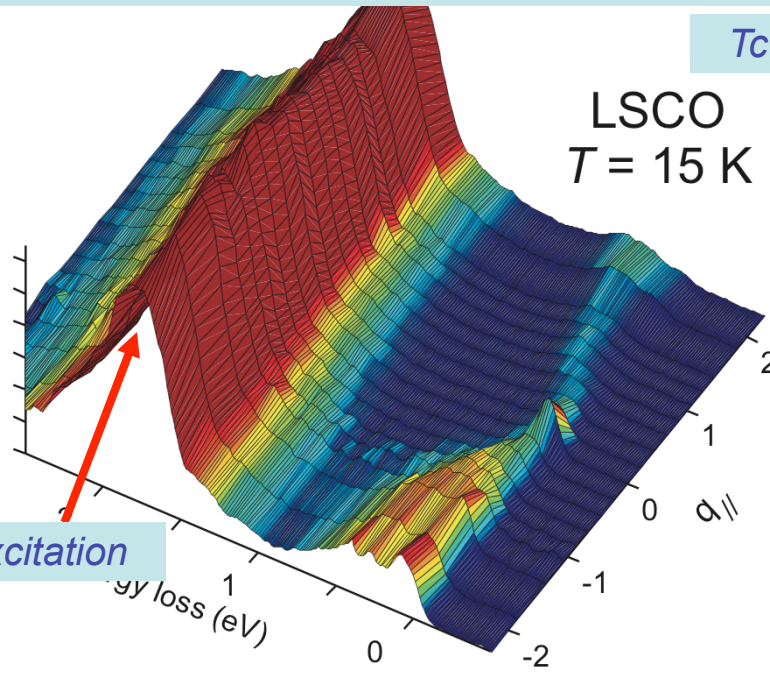 Tc
LSCO
T = 15 K
2
1
0
-1
-2
q//
xcitation
gy loss (eV)
1
0